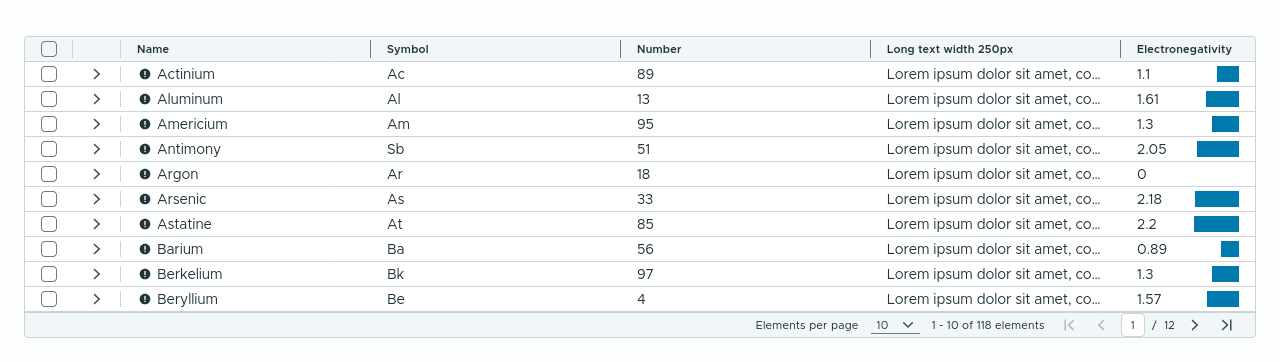 Name Symbol Number Long text width 250px Electronegativity
Actinium Ac 89 Lorem ipsum dolor sit amet, co... 1.1
Aluminum Al 13 Lorem ipsum dolor sit amet, co... 1.61
Americium Am 95 Lorem ipsum dolor sit amet, co... 1.3
Antimony Sb 51 Lorem ipsum dolor sit amet, co... 2.05
Argon Ar 18 Lorem ipsum dolor sit amet, co... 0
Arsenic As 33 Lorem ipsum dolor sit amet, co... 2.18
Astatine At 85 Lorem ipsum dolor sit amet, co... 2.2
Barium Ba 56 Lorem ipsum dolor sit amet, co... 0.89
Berkelium Bk 97 Lorem ipsum dolor sit amet, co... 1.3
Beryllium Be 4 Lorem ipsum dolor sit amet, co... 1.57
Elements per page 10 1 - 10 of 118 elements 1 / 12